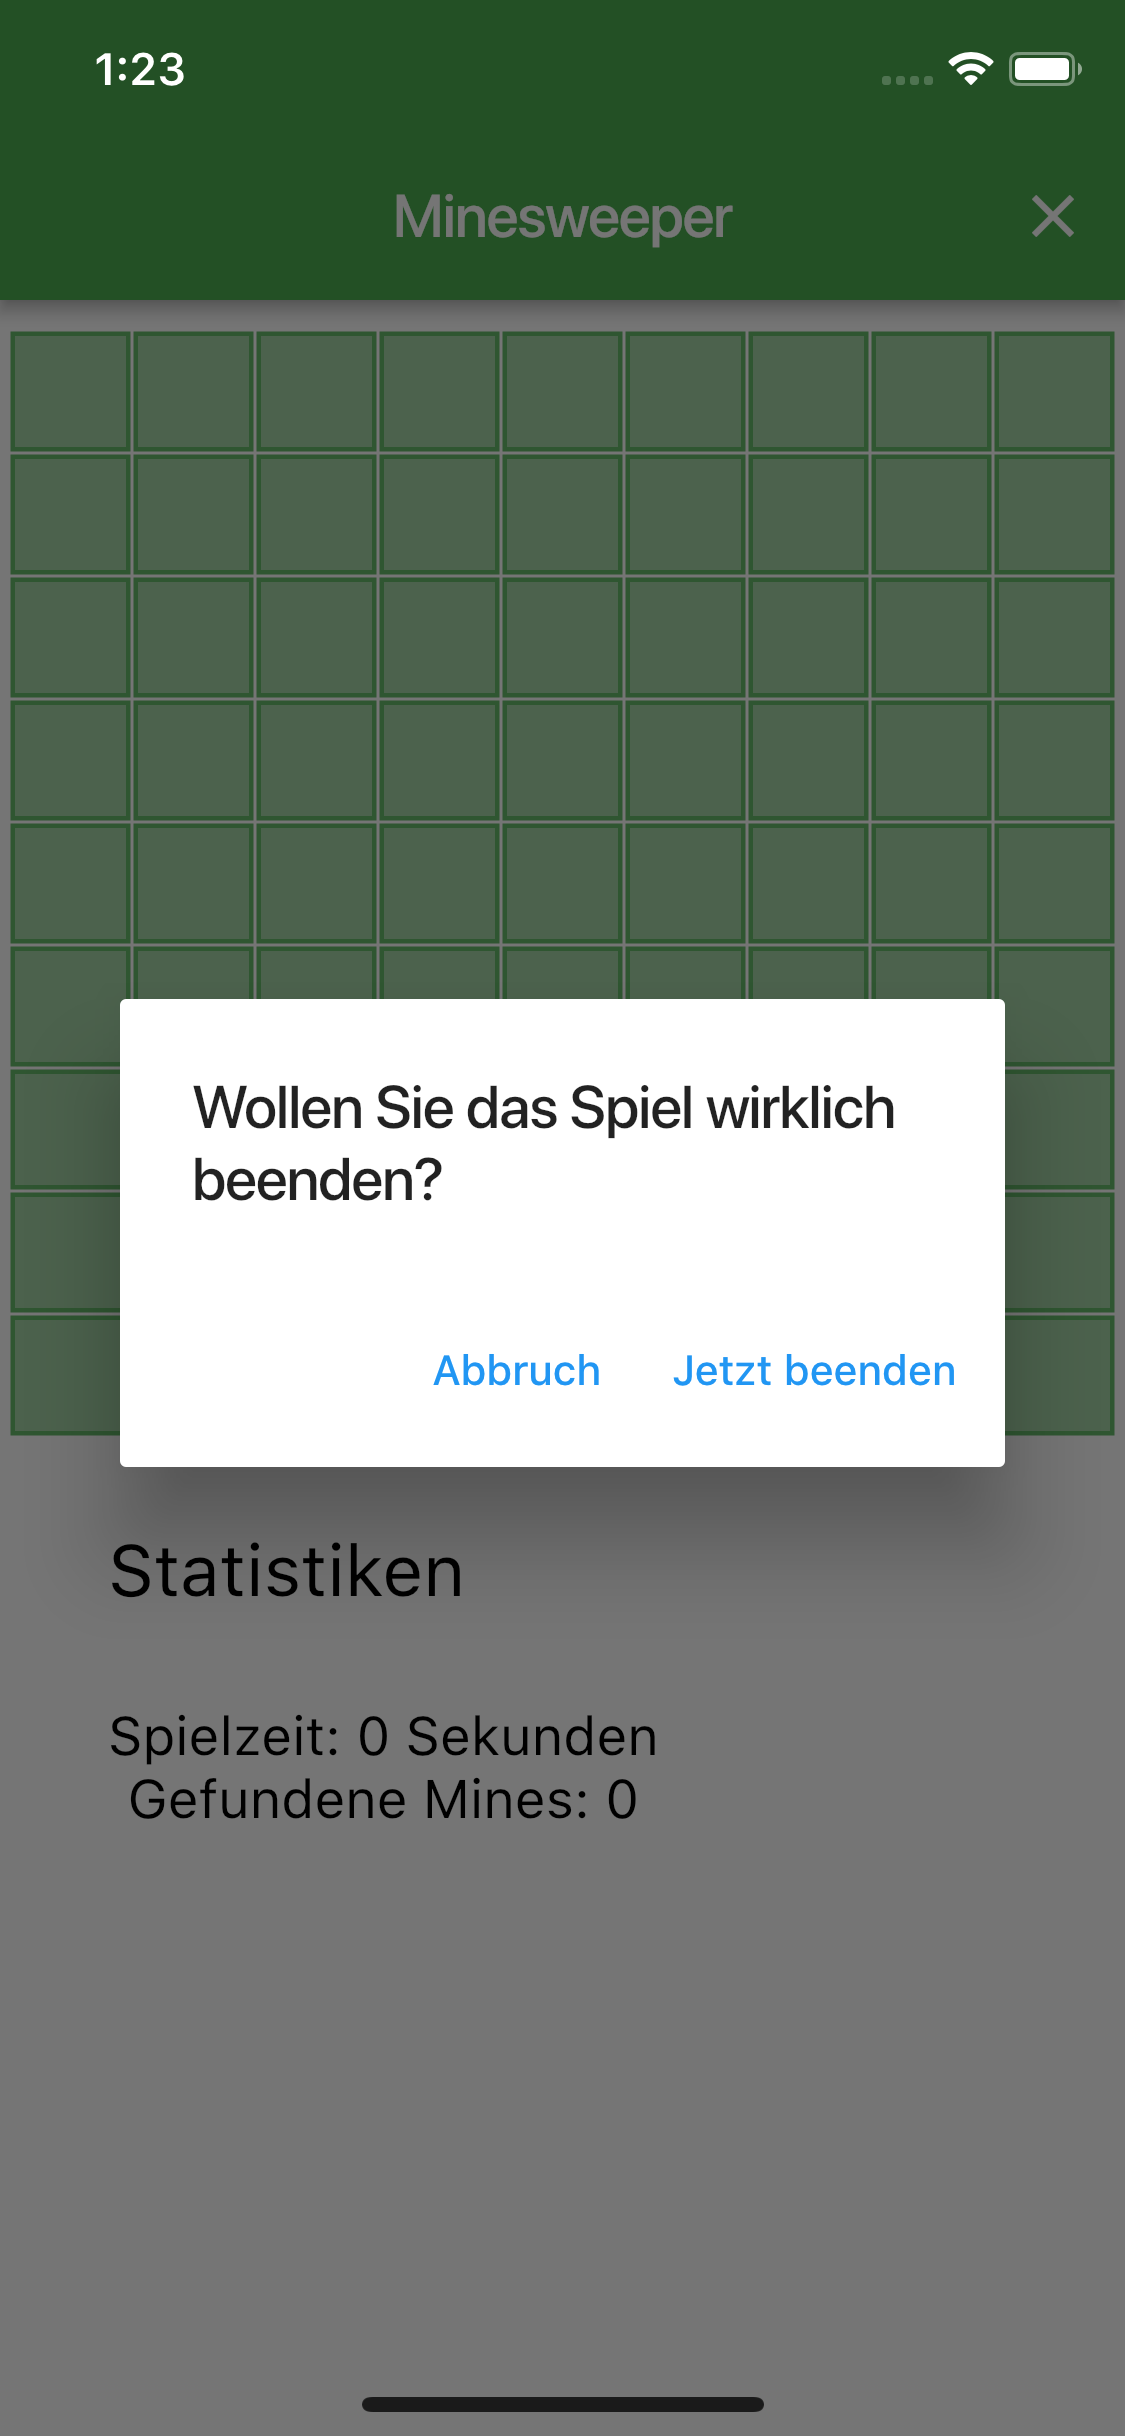 1:23
Minesweeper
Wollen Sie das Spiel wirklich
beenden?
Abbruch Jetzt beenden
Statistiken
Spielzeit: 0 Sekunden
Gefundene Mines: 0